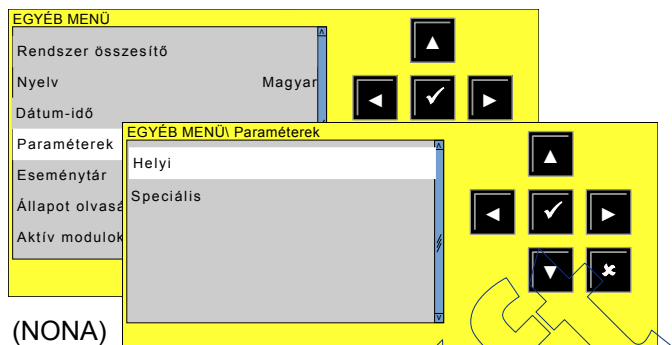 EGYÉB MENÜ
Rendszer összesítő
Nyelv Magyar
Dátum-idő
Paraméterek
Eseménytár
Állapot olvasá
Aktív modulok
EGYÉB MENÜ\ Paraméterek
Helyi
Speciális
(NONA)